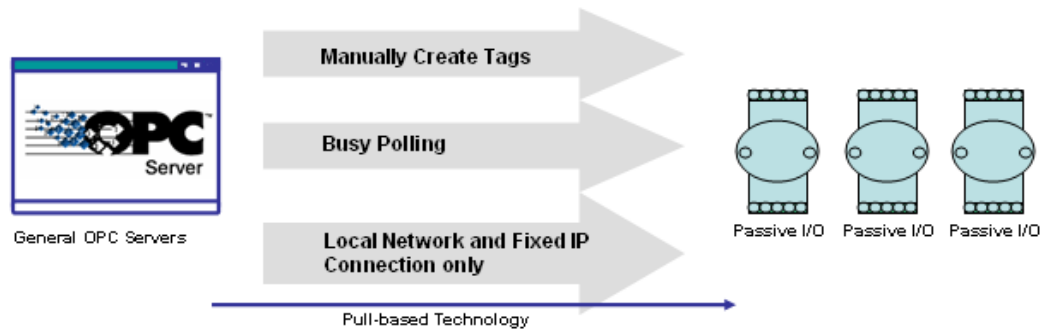 Manually Create Tags
OPC™
Server
Busy Polling
General OPC Servers
Local Network and Fixed IP
Connection only
Passive I/O
Passive I/O
Passive I/O
Pull-based Technology